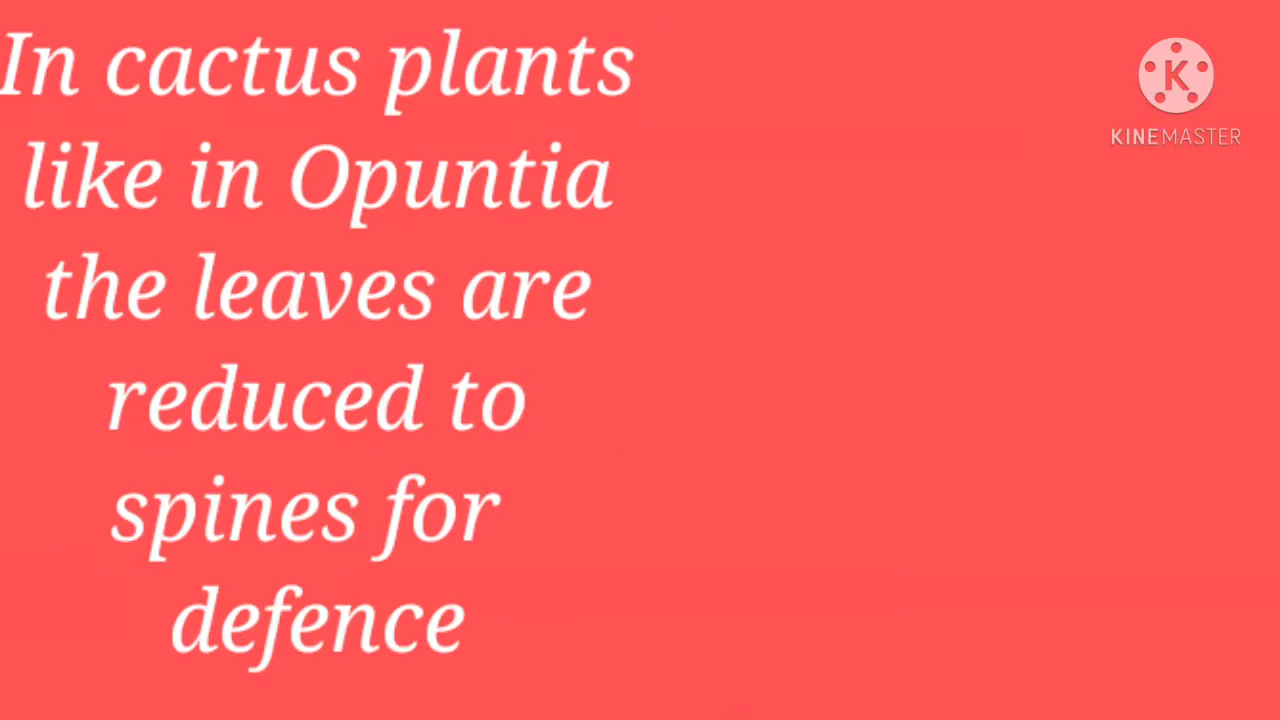 In cactus plants
like in Opuntia
the leaves are
reduced to
spines for
defence
K
KINEMASTER